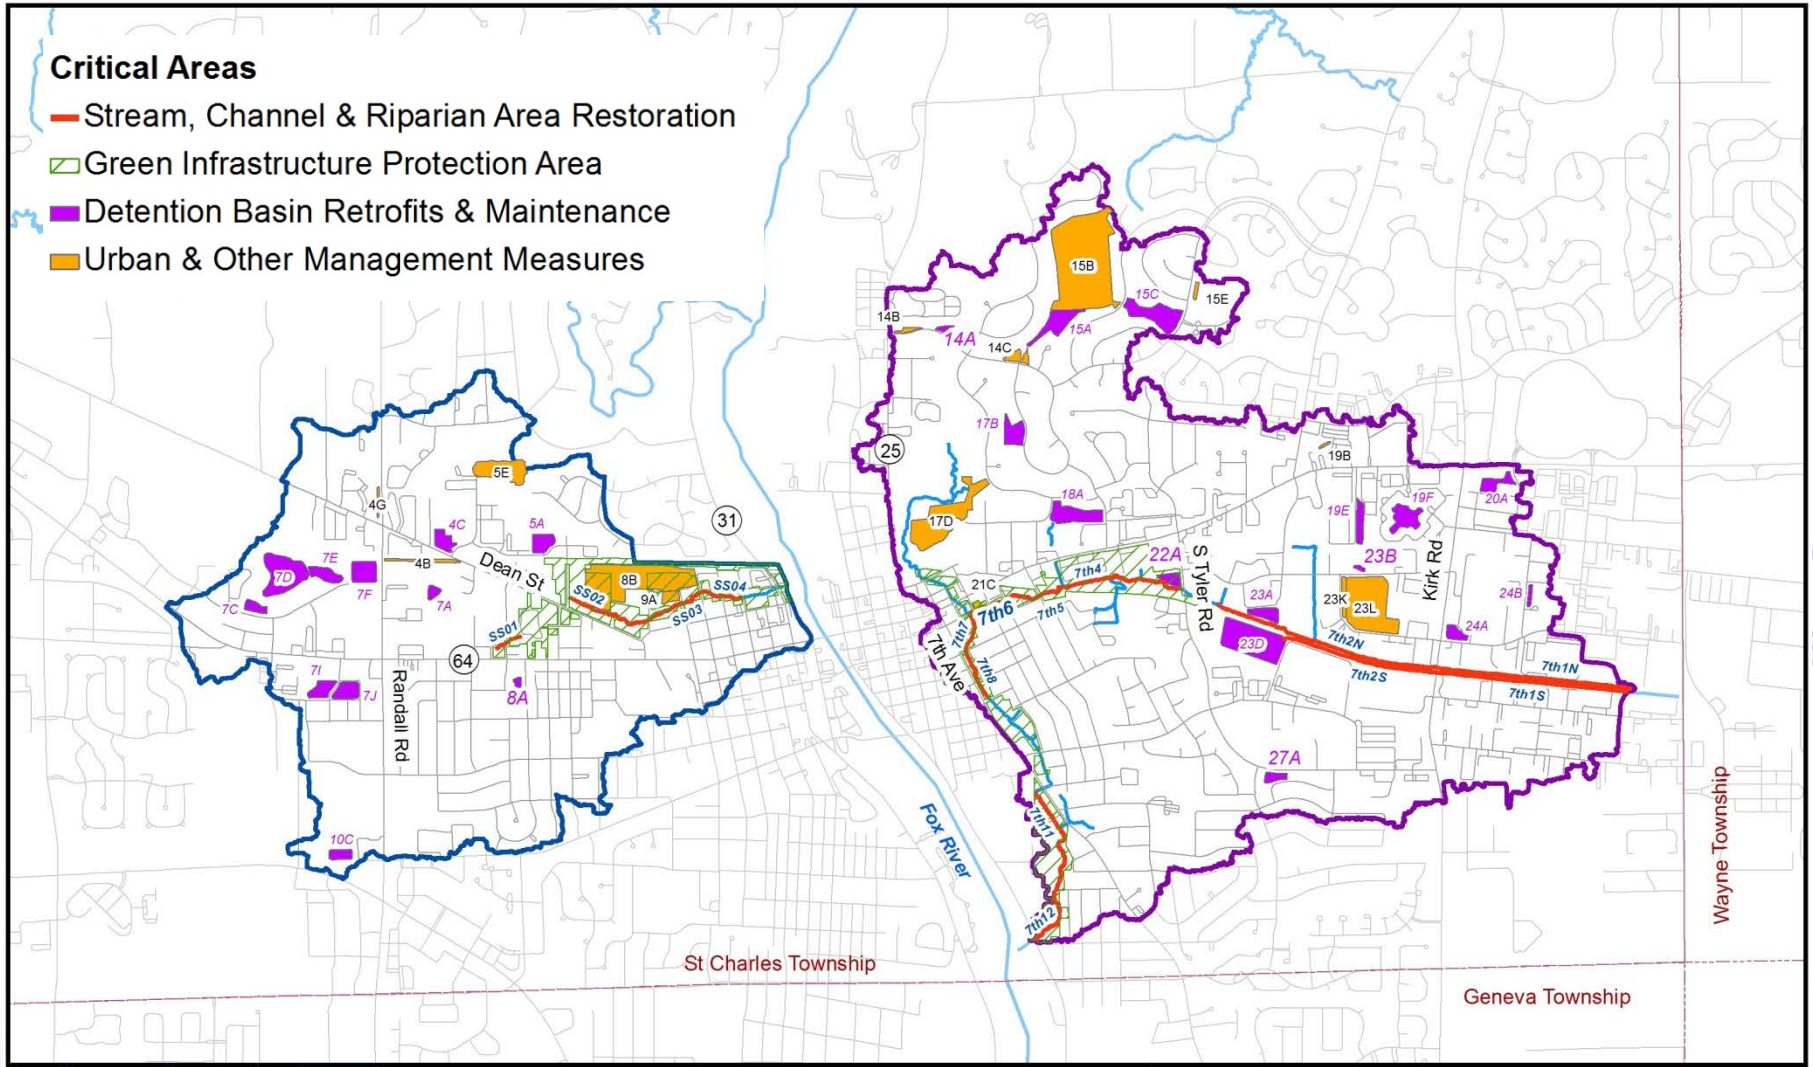 Critical Areas
Stream, Channel & Riparian Area Restoration
Green Infrastructure Protection Area
Detention Basin Retrofits & Maintenance
Urban & Other Management Measures
15B
15C
15E
14B
14A
15A
14C
17B
25
19B
5E
4G
4C
5A
31
17D
18A
19E
19F
20A
7E
7D
7F
7C
4B
7A
Dean St
8B
9A
SS04
SS02
SS03
SS01
64
22A
7th4
21C
7th5
7th6
7th7
7th Ave
7th8
S Tyler Rd
23B
Kirk Rd
23K
23L
23A
23D
24B
24A
7th2N
7th2S
7th1N
7th1S
7I
7J
8A
Randall Rd
10C
27A
Fox River
7th11
7th12
Wayne Township
St Charles Township
Geneva Township